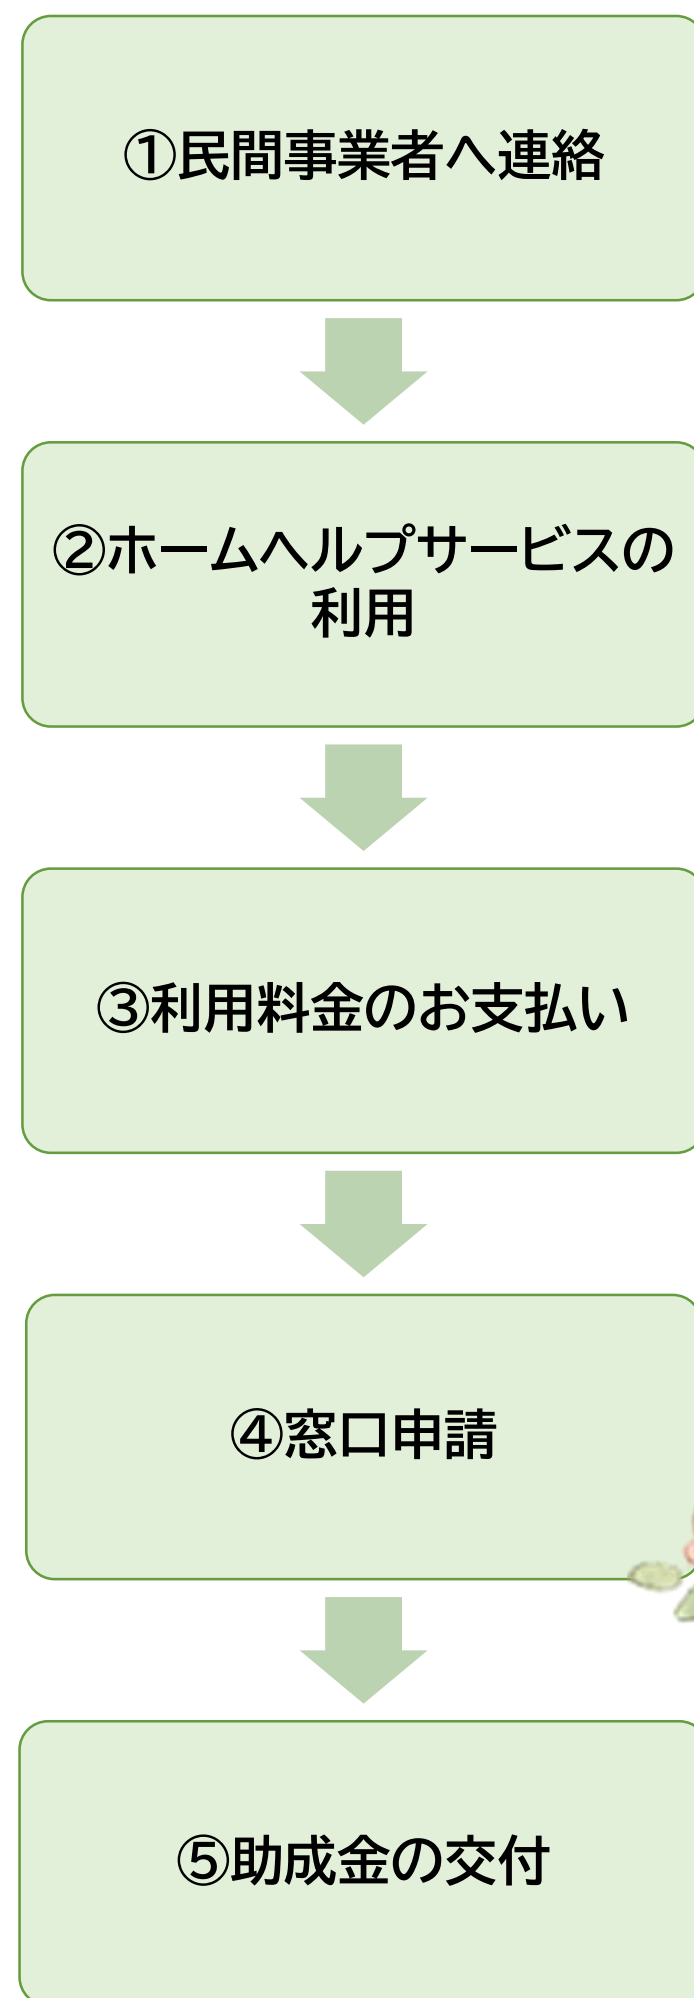 ①民間事業者へ連絡
②ホームヘルプサービスの
利用
③利用料金のお支払い
④窓口申請
⑤助成金の交付